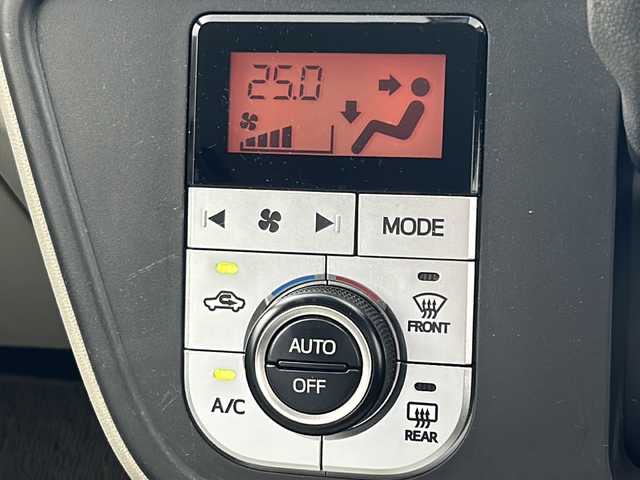 25.0
MODE
FRONT
AUTO
OFF
A/C
REAR